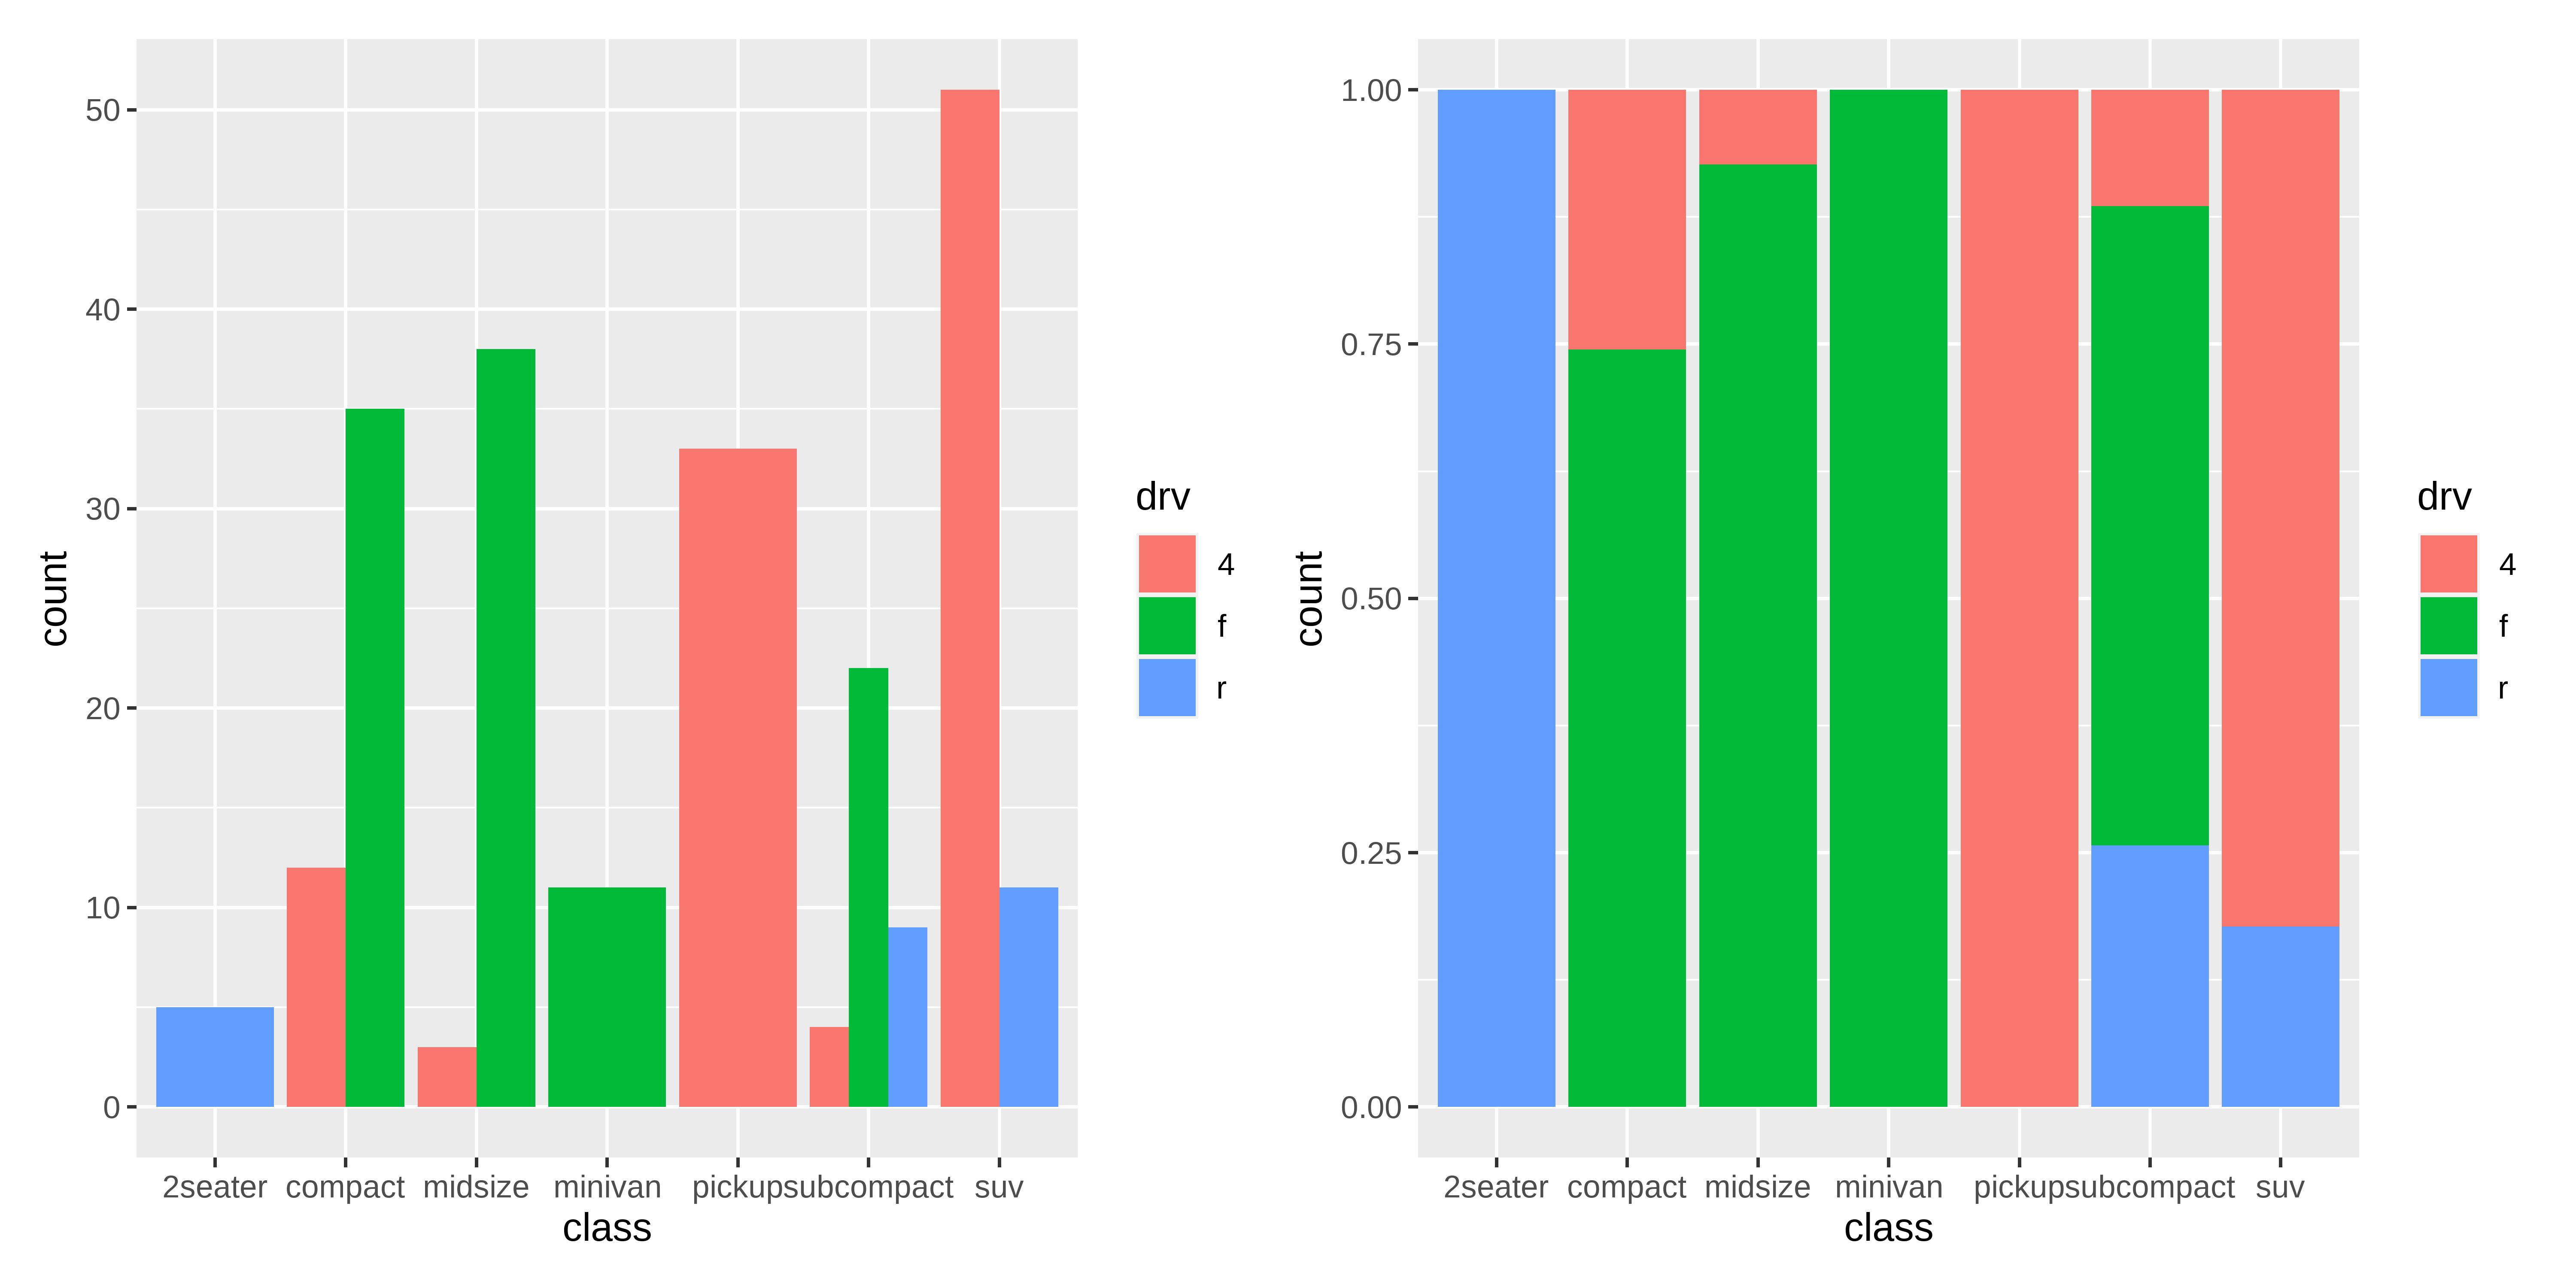 50
40
30
20
10
0
count
2seater compact midsize minivan pickup subcompact suv
class
drv
4
f
r
1.00
0.75
0.50
0.25
0.00
count
2seater compact midsize minivan pickup subcompact suv
class
drv
4
f
r